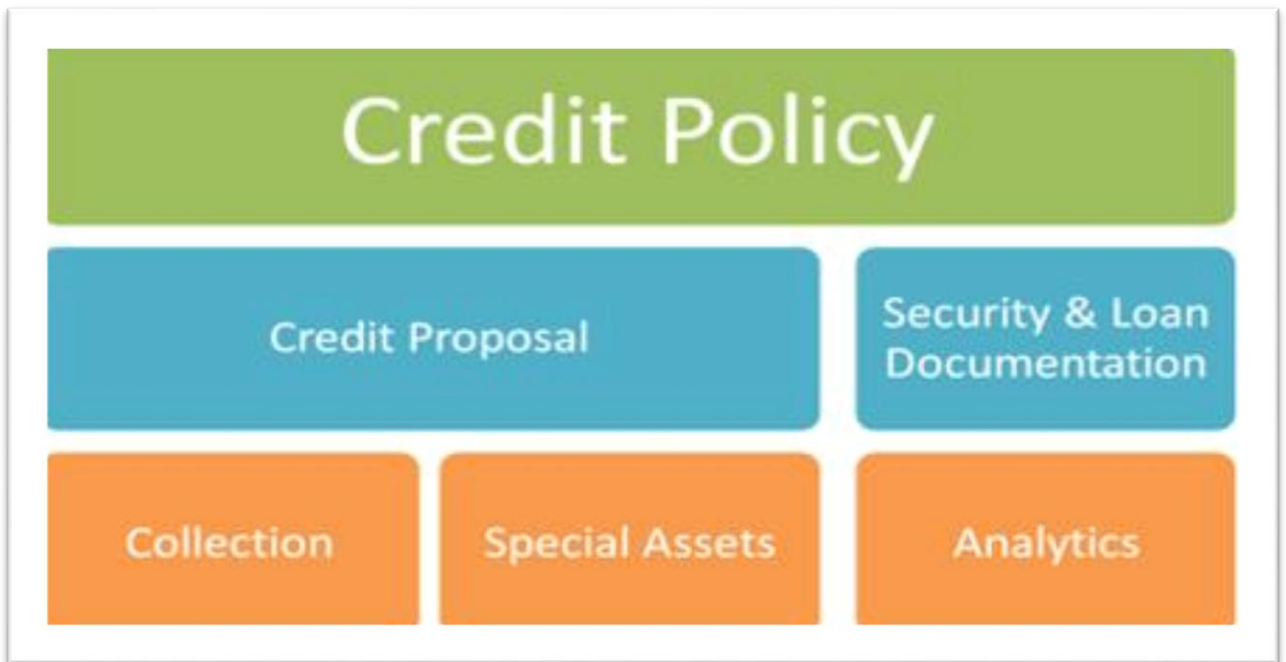 Credit Policy
Credit Proposal
Security & Loan
Documentation
Collection
Special Assets
Analytics